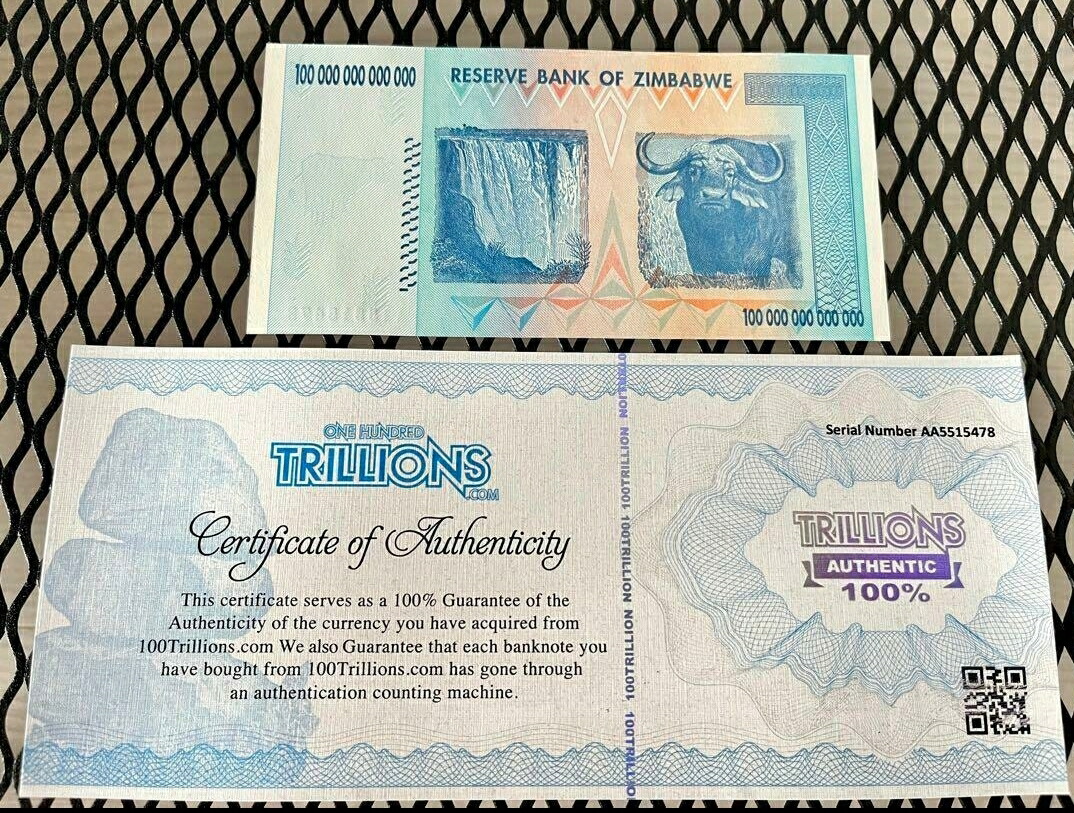 100 000 000 000 000
RESERVE BANK OF ZIMBABWE
100 000 000 000 000
ONE HUNDRED
TRILLIONS
.COM
Certificate of Authenticity
This certificate serves as a 100% Guarantee of the
Authenticity of the currency you have acquired from
100Trillions.com We also Guarantee that each banknote you
have bought from 100Trillions.com has gone through
an authentication counting machine.
100TRILLION 100TRILLION 100TRILLION
Serial Number AA5515478
TRILLIONS
AUTHENTIC
100%